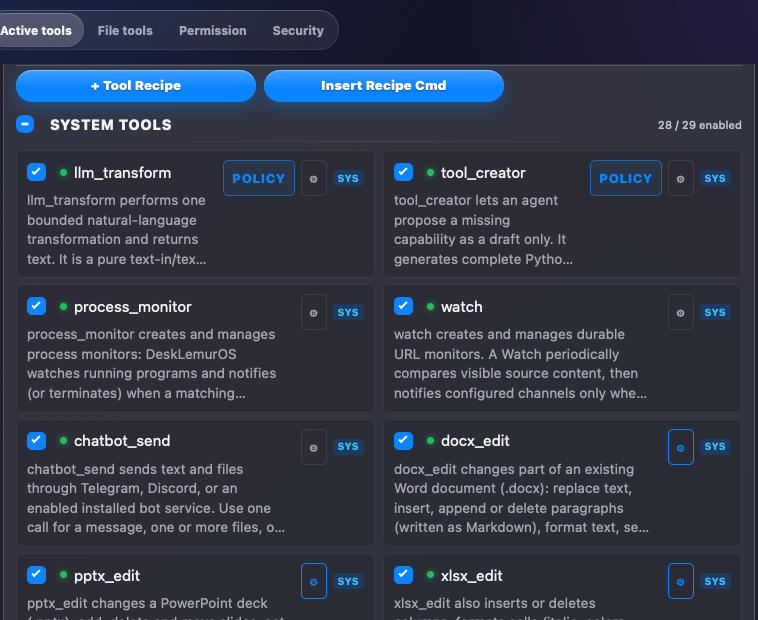 Active tools File tools Permission Security
+ Tool Recipe Insert Recipe Cmd
SYSTEM TOOLS 28 / 29 enabled
llm_transform POLICY SYS
llm_transform performs one
bounded natural-language
transformation and returns
text. It is a pure text-in/tex...
tool_creator POLICY SYS
tool_creator lets an agent
propose a missing
capability as a draft only. It
generates complete Pytho...
process_monitor SYS
process_monitor creates and manages
process monitors: DeskLemurOS
watches running programs and notifies
(or terminates) when a matching...
watch SYS
watch creates and manages durable
URL monitors. A Watch periodically
compares visible source content, then
notifies configured channels only whe...
chatbot_send SYS
chatbot_send sends text and files
through Telegram, Discord, or an
enabled installed bot service. Use one
call for a message, one or more files, o...
docx_edit SYS
docx_edit changes part of an existing
Word document (.docx): replace text,
insert, append or delete paragraphs
(written as Markdown), format text, se...
pptx_edit SYS
pptx_edit changes a PowerPoint deck
xlsx_edit SYS
xlsx_edit also inserts or deletes